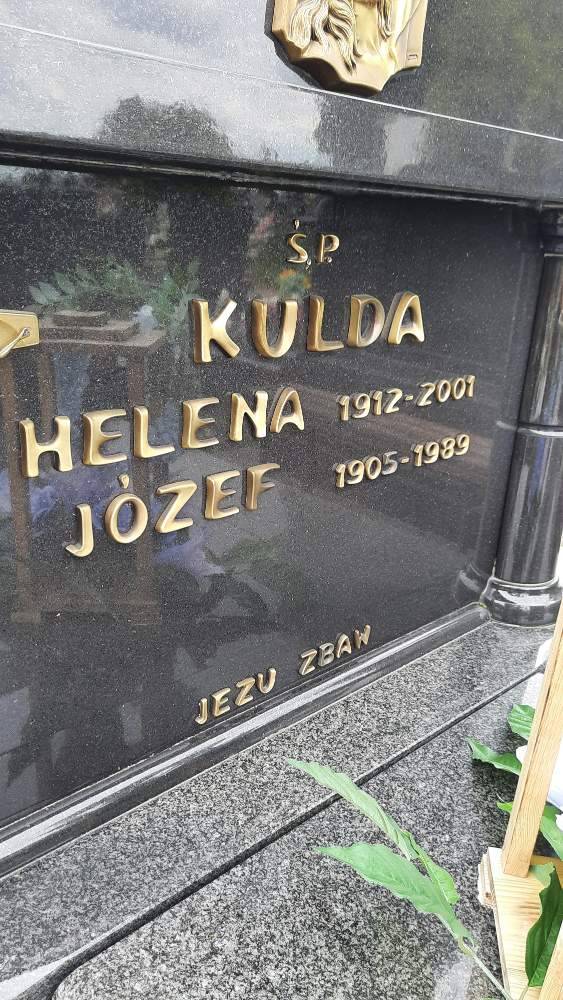 Ś.P.
KULDA
HELENA 1912-2001
JÓZEF 1905-1989
JEZU ZBAW